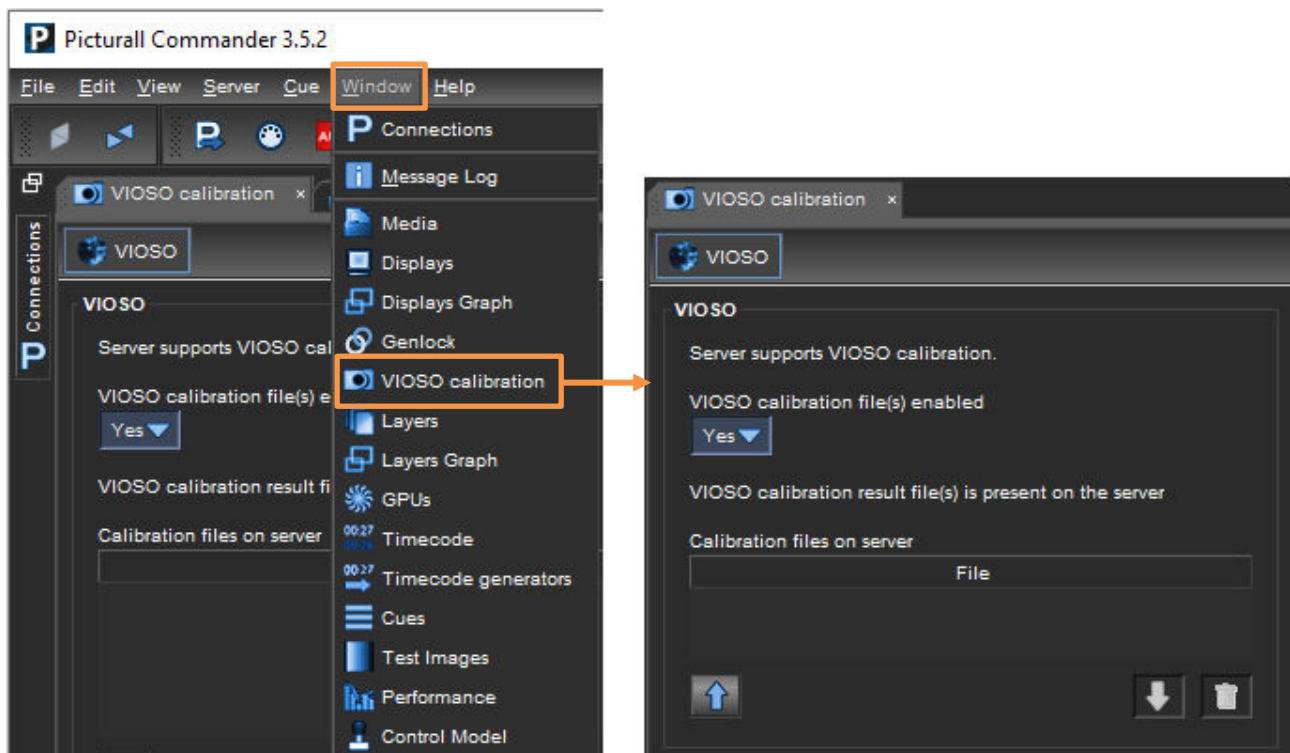 Picturall Commander 3.5.2
File Edit View Server Cue Window Help
Connections
Message Log
VIOSO calibration ×
VIOSO
VIOSO
Server supports VIOSO cal
VIOSO calibration file(s) e
Yes
VIOSO calibration result fi
Calibration files on server
Connections
Media
Displays
Displays Graph
Genlock
VIOSO calibration
Layers
Layers Graph
GPUs
00:27
Timecode
00:27
Timecode generators
Cues
Test Images
Performance
Control Model
VIOSO calibration ×
VIOSO
VIOSO
Server supports VIOSO calibration.
VIOSO calibration file(s) enabled
Yes
VIOSO calibration result file(s) is present on the server
Calibration files on server
File